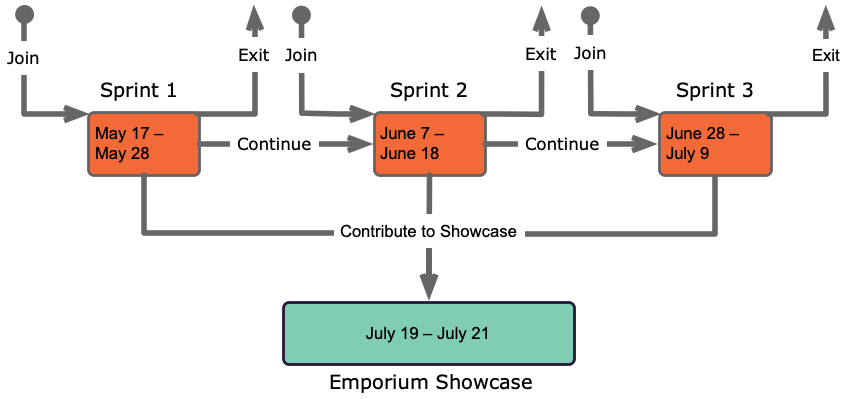 Join
Exit
Join
Exit
Join
Exit
Sprint 1
Sprint 2
Sprint 3
May 17 –
May 28
Continue
June 7 –
June 18
Continue
June 28 –
July 9
Contribute to Showcase
July 19 – July 21
Emporium Showcase